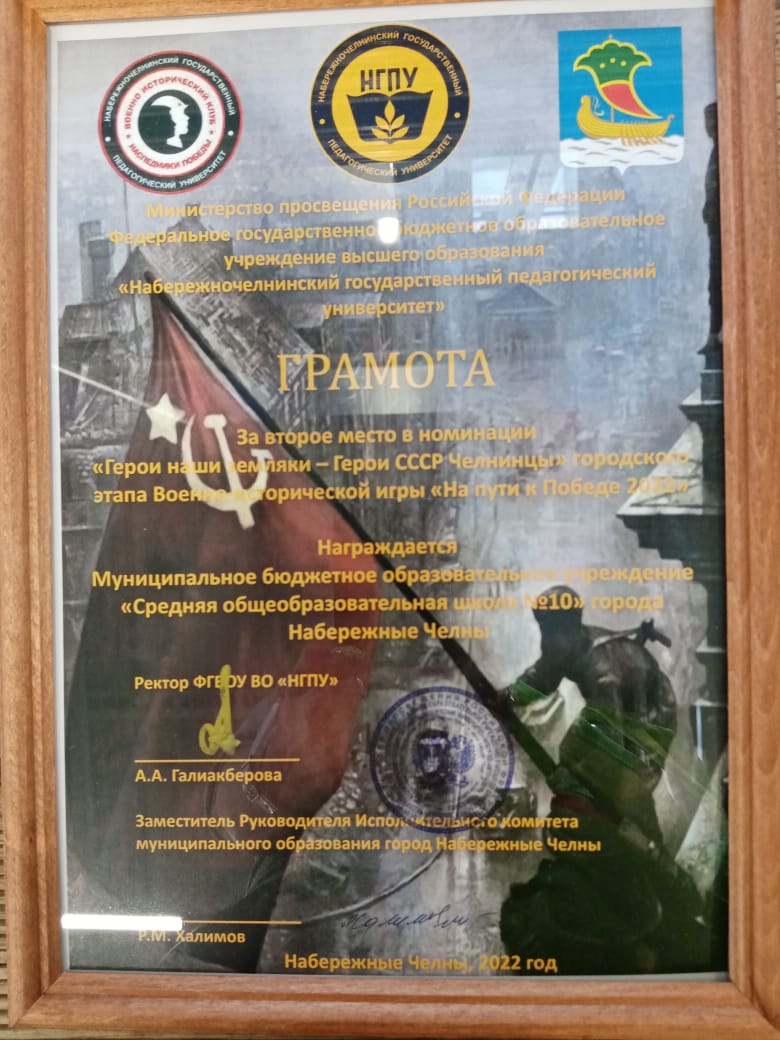 НАБЕРЕЖНОЧЕЛНИНСКИЙ ГОСУДАРСТВЕННЫЙ
ПЕДАГОГИЧЕСКИЙ УНИВЕРСИТЕТ
ВОЕННО ИСТОРИЧЕСКИЙ КЛУБ
НАСЛЕДНИКИ ПОБЕДЫ
НАБЕРЕЖНОЧЕЛНИНСКИЙ ГОСУДАРСТВЕННЫЙ
ПЕДАГОГИЧЕСКИЙ УНИВЕРСИТЕТ
НГПУ
Министерство просвещения Российской Федерации
Федеральное государственное бюджетное образовательное
учреждение высшего образования
«Набережночелнинский государственный педагогический
университет»
ГРАМОТА
За второе место в номинации
«Герои наши земляки – Герои СССР Челнинцы» городского
этапа Военно-исторической игры «На пути к Победе 2022»
Награждается
Муниципальное бюджетное образовательное учреждение
«Средняя общеобразовательная школа №10» города
Набережные Челны
Ректор ФГБОУ ВО «НГПУ»
А.А. Галиакберова
Заместитель Руководителя Исполнительного комитета
муниципального образования город Набережные Челны
Р.М. Халимов
Набережные Челны, 2022 год